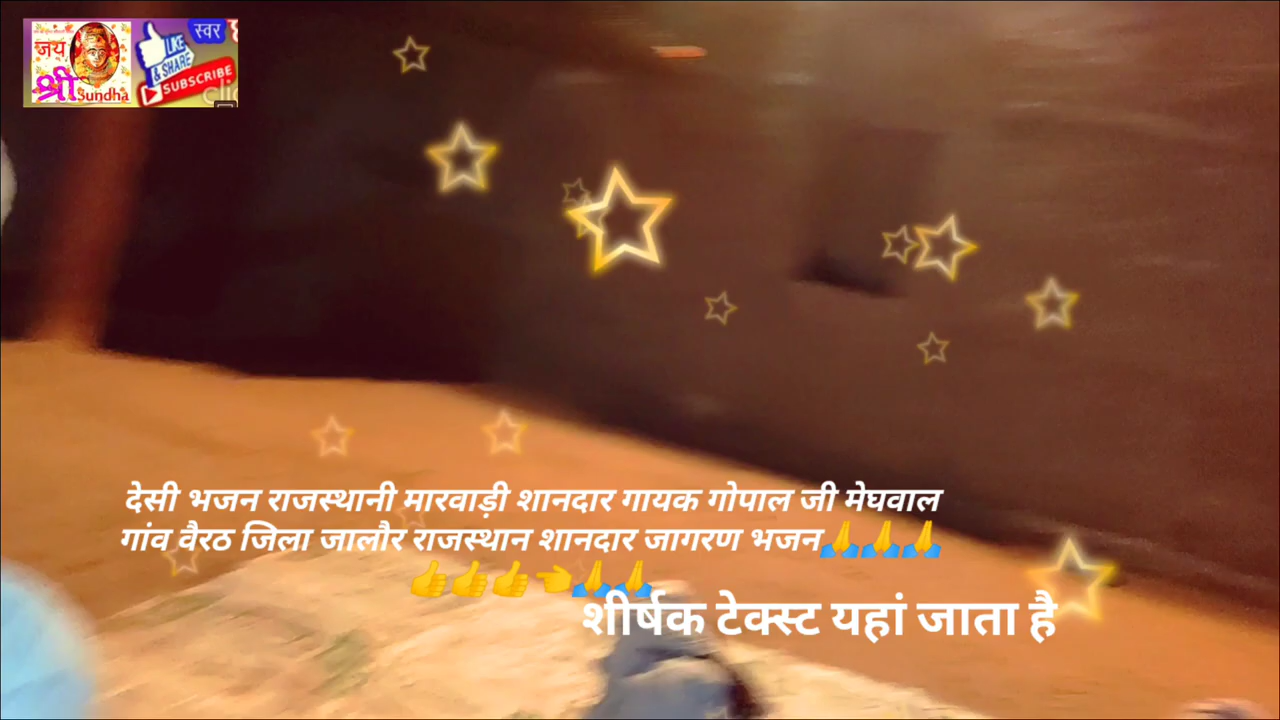 जय
श्री
Sundha
LIKE
& SHARE
SUBSCRIBE
स्वर
देसी भजन राजस्थानी मारवाड़ी शानदार गायक गोपाल जी मेघवाल
गांव वैरठ जिला जालौर राजस्थान शानदार जागरण भजन🙏🙏🙏
👍👍👍👈🙏🙏
शीर्षक टेक्स्ट यहां जाता है